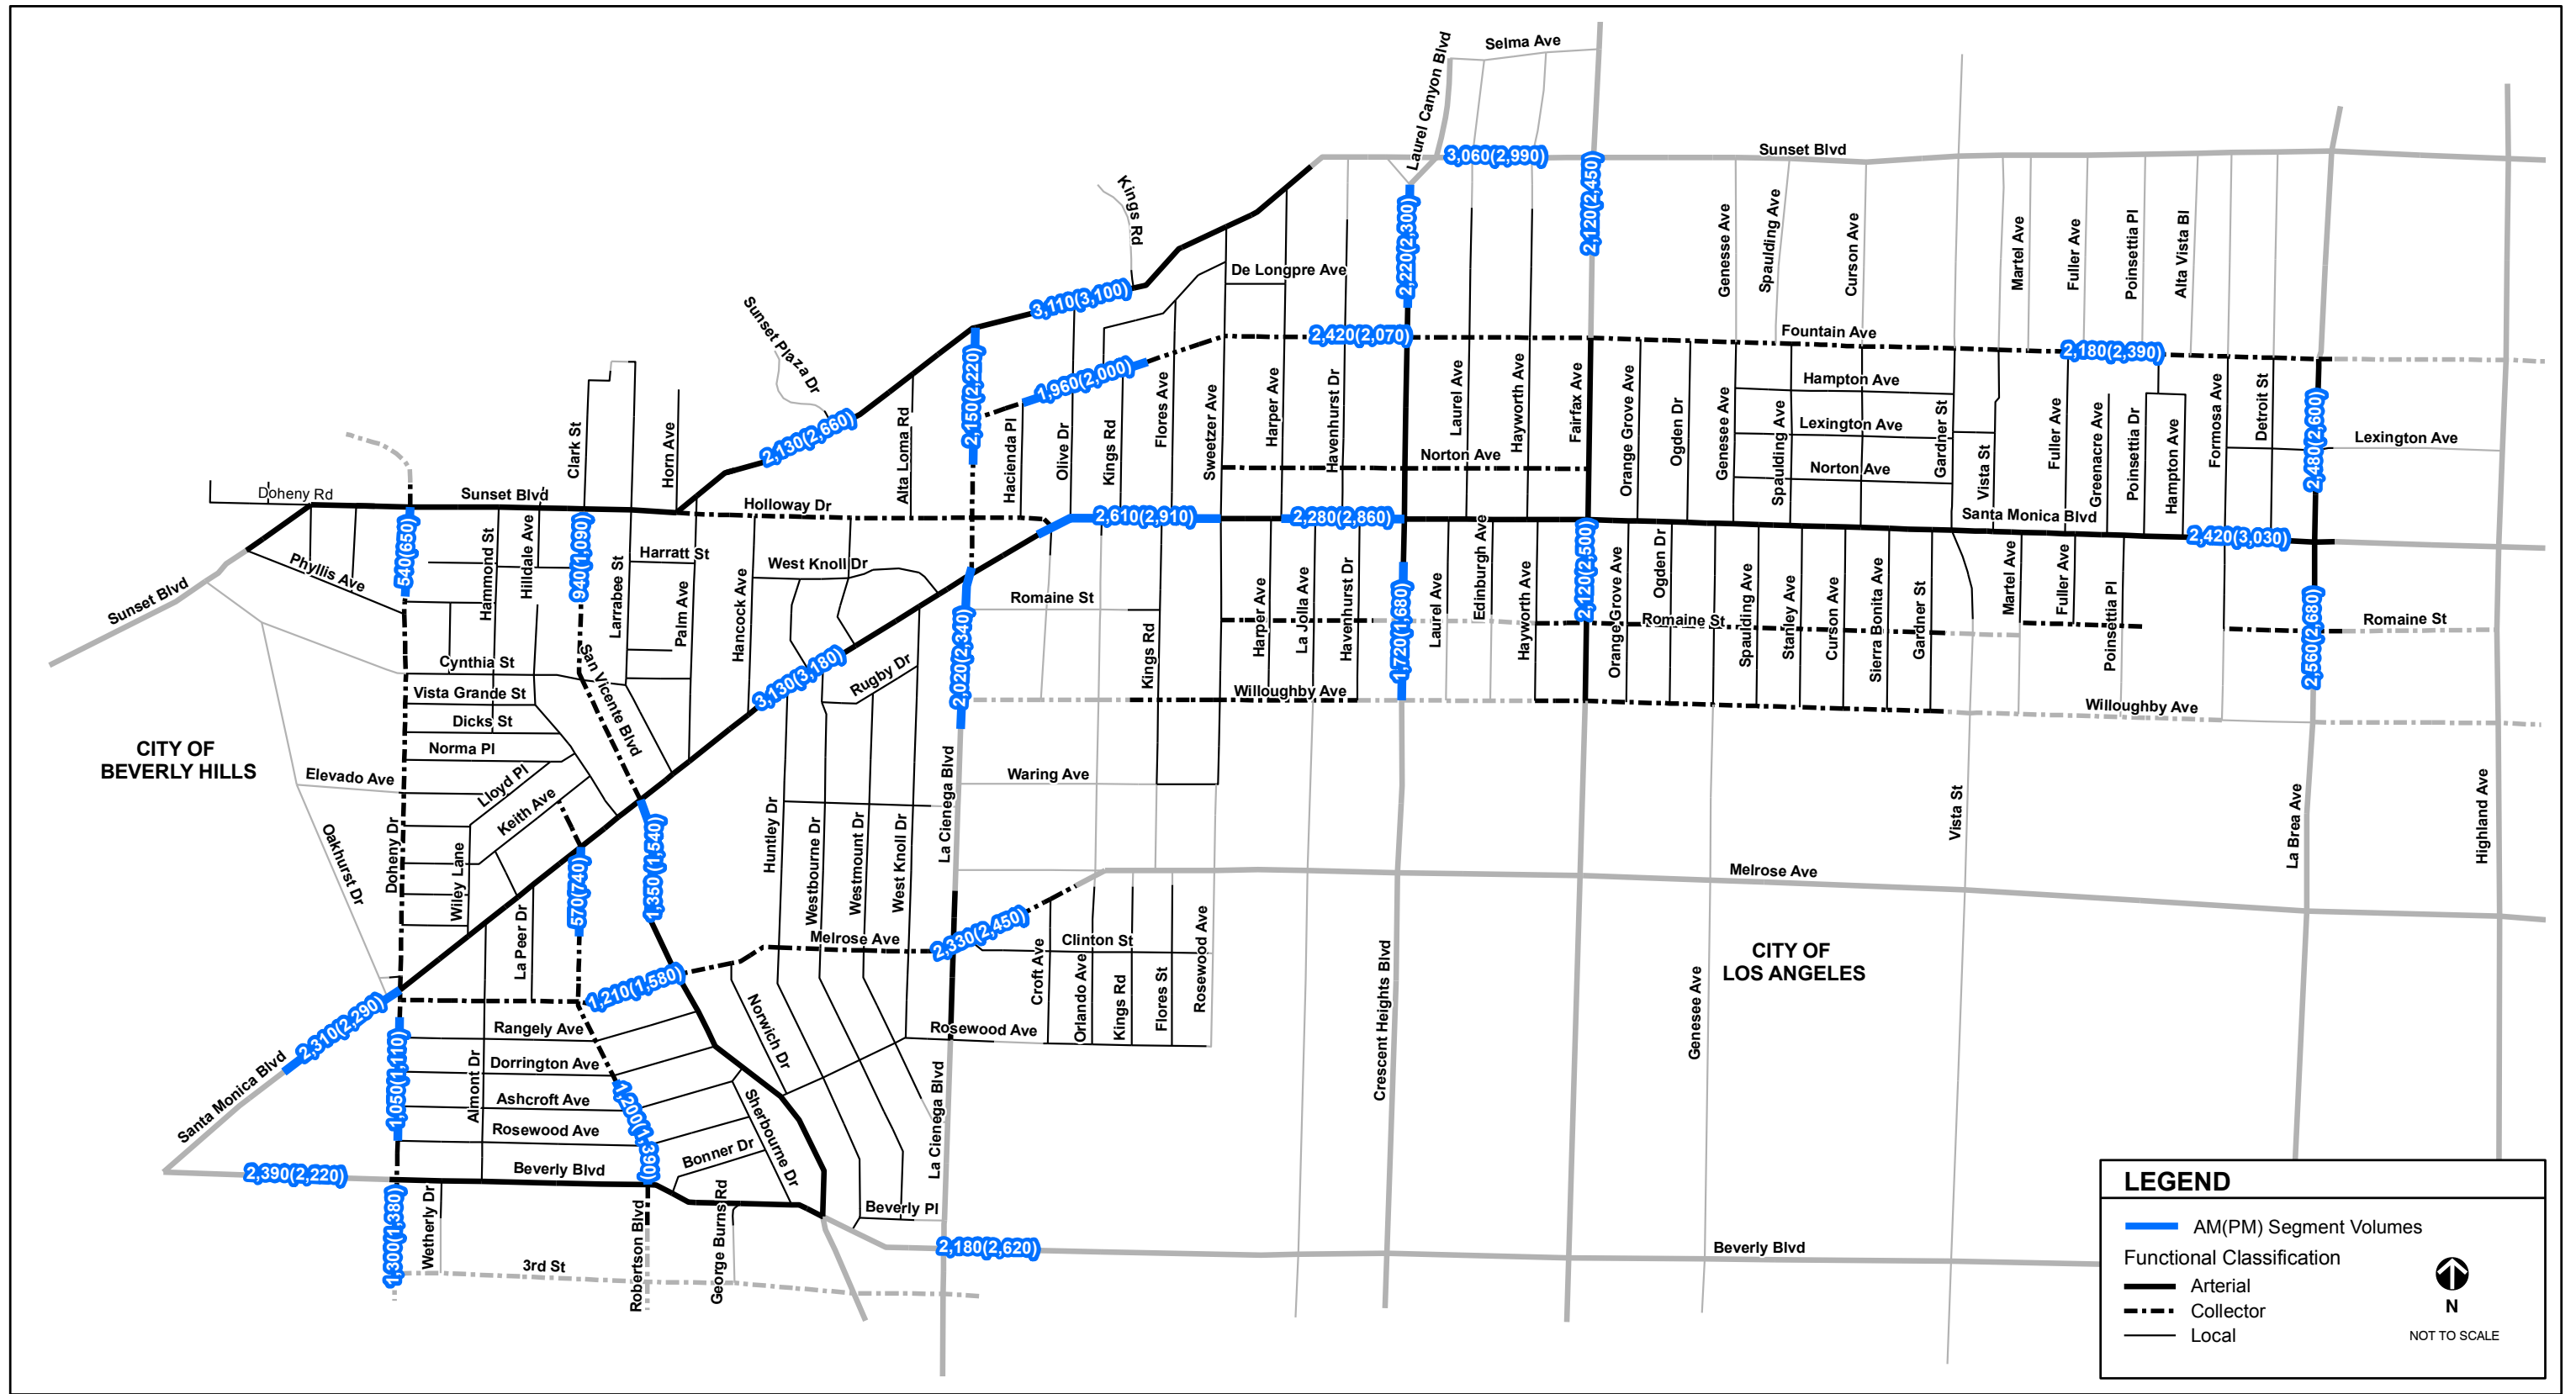 Selma Ave
Laurel Canyon Blvd
3,060(2,990)
Sunset Blvd
2,120(2,450)
Kings Rd
2,220(2,300)
Genesse Ave
Spaulding Ave
Curson Ave
Martel Ave
Fuller Ave
Poinsettia Pl
Alta Vista Bl
De Longpre Ave
3,110(3,100)
Sunset Plaza Dr
2,420(2,070)
Fountain Ave
2,180(2,390)
2,150(2,220)
1,960(2,000)
2,130(2,660)
Clark St
Horn Ave
Alta Loma Rd
Hacienda Pl
Olive Dr
Kings Rd
Flores Ave
Sweetzer Ave
Harper Ave
Havenhurst Dr
Laurel Ave
Hayworth Ave
Fairfax Ave
Orange Grove Ave
Ogden Dr
Genesee Ave
Hampton Ave
Spaulding Ave
Lexington Ave
Norton Ave
Gardner St
Vista St
Fuller Ave
Greenacre Ave
Poinsettia Dr
Hampton Ave
Formosa Ave
Detroit St
2,480(2,600)
Lexington Ave
Norton Ave
Doheny Rd
Sunset Blvd
Holloway Dr
2,610(2,910)
2,280(2,860)
Santa Monica Blvd
2,420(3,030)
540(650)
Hammond St
Hilldale Ave
940(1,090)
Larrabee St
Harratt St
Palm Ave
Hancock Ave
West Knoll Dr
Phyllis Ave
Sunset Blvd
Romaine St
Kings Rd
2,020(2,340)
Harper Ave
La Jolla Ave
Havenhurst Dr
1,720(1,680)
Laurel Ave
Edinburgh Ave
Hayworth Ave
2,120(2,500)
Orange Grove Ave
Ogden Dr
Romaine St
Spaulding Ave
Stanley Ave
Curson Ave
Sierra Bonita Ave
Gardner St
Martel Ave
Fuller Ave
Poinsettia Pl
2,560(2,680)
Romaine St
Cynthia St
San Vicente Blvd
Vista Grande St
Dicks St
Norma Pl
Elevado Ave
Lloyd Pl
Keith Ave
3,130(3,180)
Rugby Dr
Willoughby Ave
Willoughby Ave
CITY OF
BEVERLY HILLS
Waring Ave
Oakhurst Dr
Doheny Dr
Wiley Lane
La Peer Dr
570(740)
1,350(1,540)
Huntley Dr
Westbourne Dr
Westmount Dr
West Knoll Dr
La Cienega Blvd
Vista St
La Brea Ave
Highland Ave
Melrose Ave
Melrose Ave
2,330(2,450)
Clinton St
Croft Ave
Orlando Ave
Kings Rd
Flores St
Rosewood Ave
Crescent Heights Blvd
Genesee Ave
CITY OF
LOS ANGELES
1,210(1,580)
2,310(2,290)
Santa Monica Blvd
1,050(1,110)
Rangely Ave
Dorrington Ave
Almont Dr
Ashcroft Ave
Rosewood Ave
1,200(1,390)
Norwich Dr
Sherbourne Dr
Bonner Dr
Rosewood Ave
La Cienega Blvd
2,390(2,220)
Beverly Blvd
1,300(1,380)
Wetherly Dr
3rd St
Robertson Blvd
George Burns Rd
Beverly Pl
2,180(2,620)
Beverly Blvd
LEGEND
AM(PM) Segment Volumes
Functional Classification
Arterial
Collector
Local
N
NOT TO SCALE